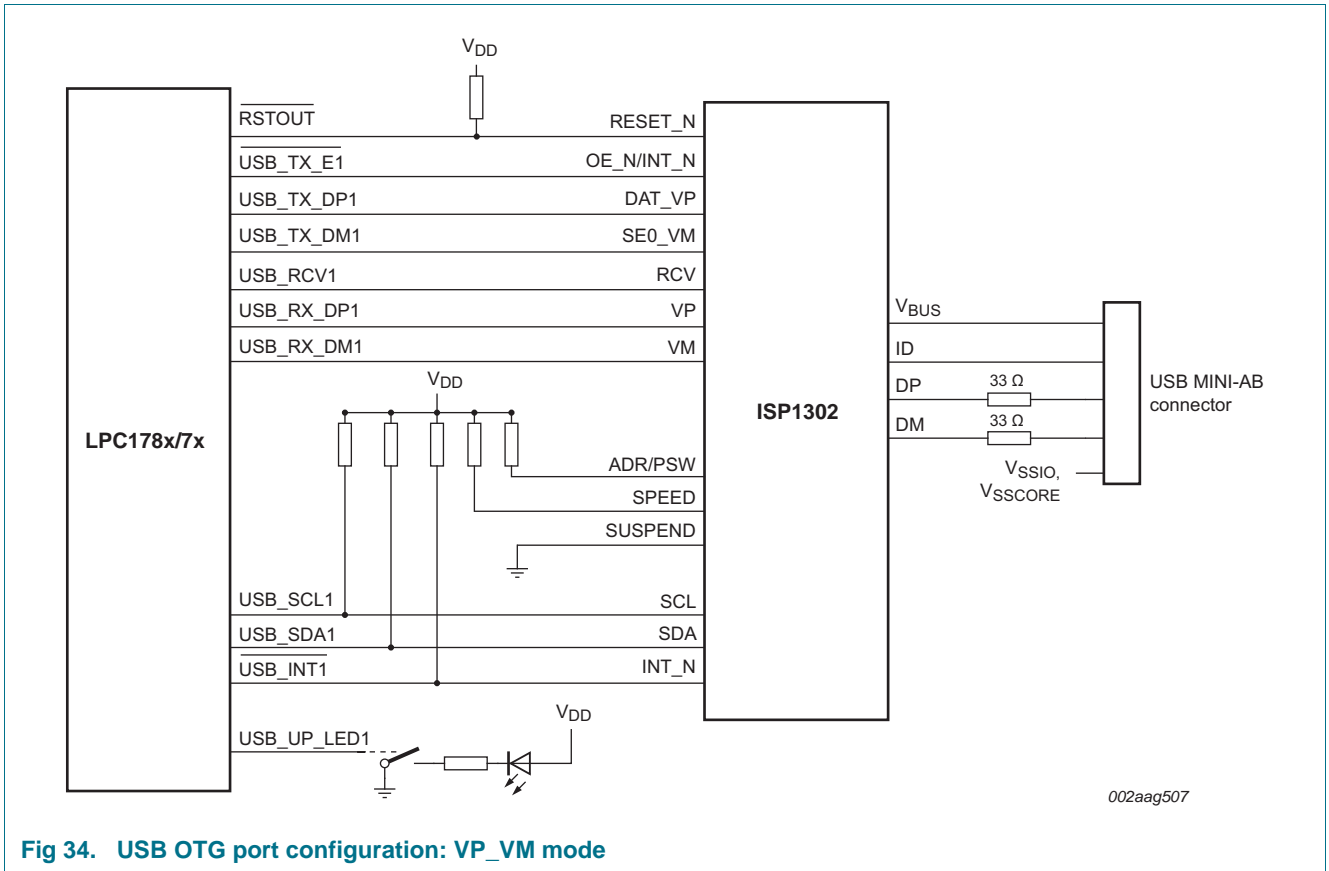 VDD
RSTOUT
RESET_N
USB_TX_E1
OE_N/INT_N
USB_TX_DP1
DAT_VP
USB_TX_DM1
SE0_VM
USB_RCV1
RCV
USB_RX_DP1
VP
USB_RX_DM1
VM
VBUS
ID
DP
33 Ω
DM
33 Ω
USB MINI-AB
connector
VSSIO,
VSSCORE
LPC178x/7x
ISP1302
VDD
ADR/PSW
SPEED
SUSPEND
USB_SCL1
SCL
USB_SDA1
SDA
USB_INT1
INT_N
VDD
USB_UP_LED1
002aag507
Fig 34. USB OTG port configuration: VP_VM mode